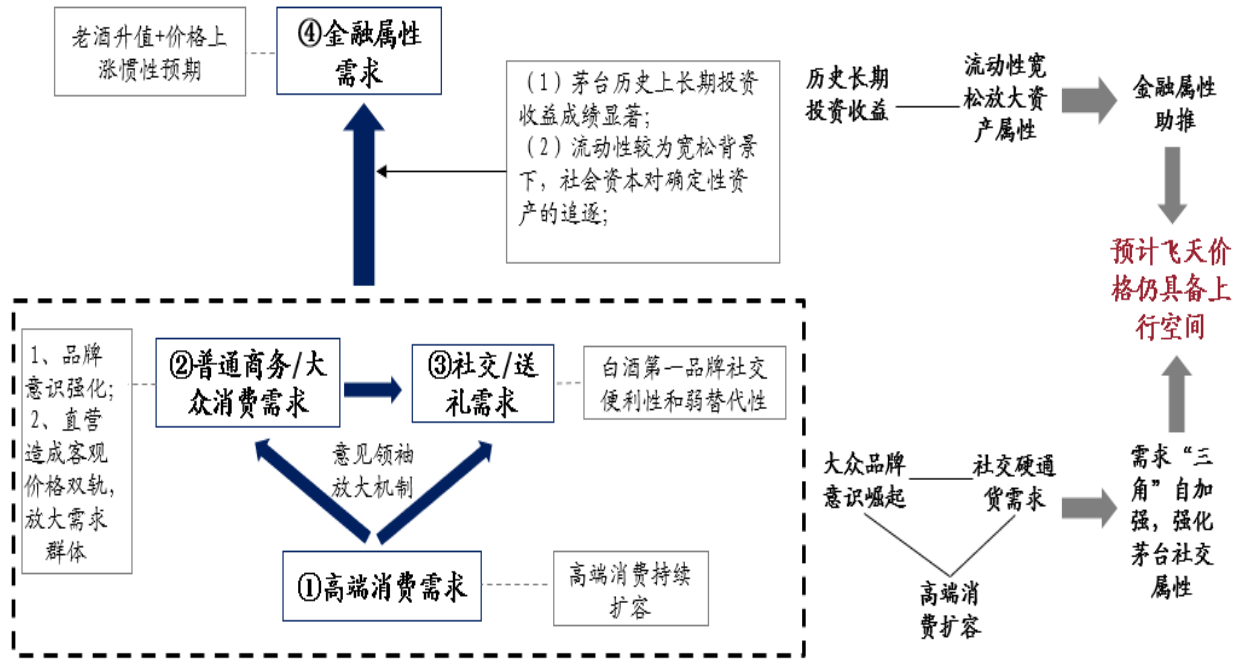 老酒升值+价格上
涨惯性预期
④金融属性
需求
（1）茅台历史上长期投资
收益成绩显著；
（2）流动性较为宽松背景
下，社会资本对确定性资
产的追逐；
历史长期
投资收益
流动性宽
松放大资
产属性
金融属性
助推
预计飞天价
格仍具备上
行空间
1、品牌
意识强化；
2、直营
造成客观
价格双轨，
放大需求
群体
②普通商务/大
众消费需求
③社交/送
礼需求
白酒第一品牌社交
便利性和弱替代性
意见领袖
放大机制
①高端消费需求
高端消费持续
扩容
大众品牌
意识崛起
社交硬通
货需求
高端消
费扩容
需求“三
角”自加
强，强化
茅台社交
属性